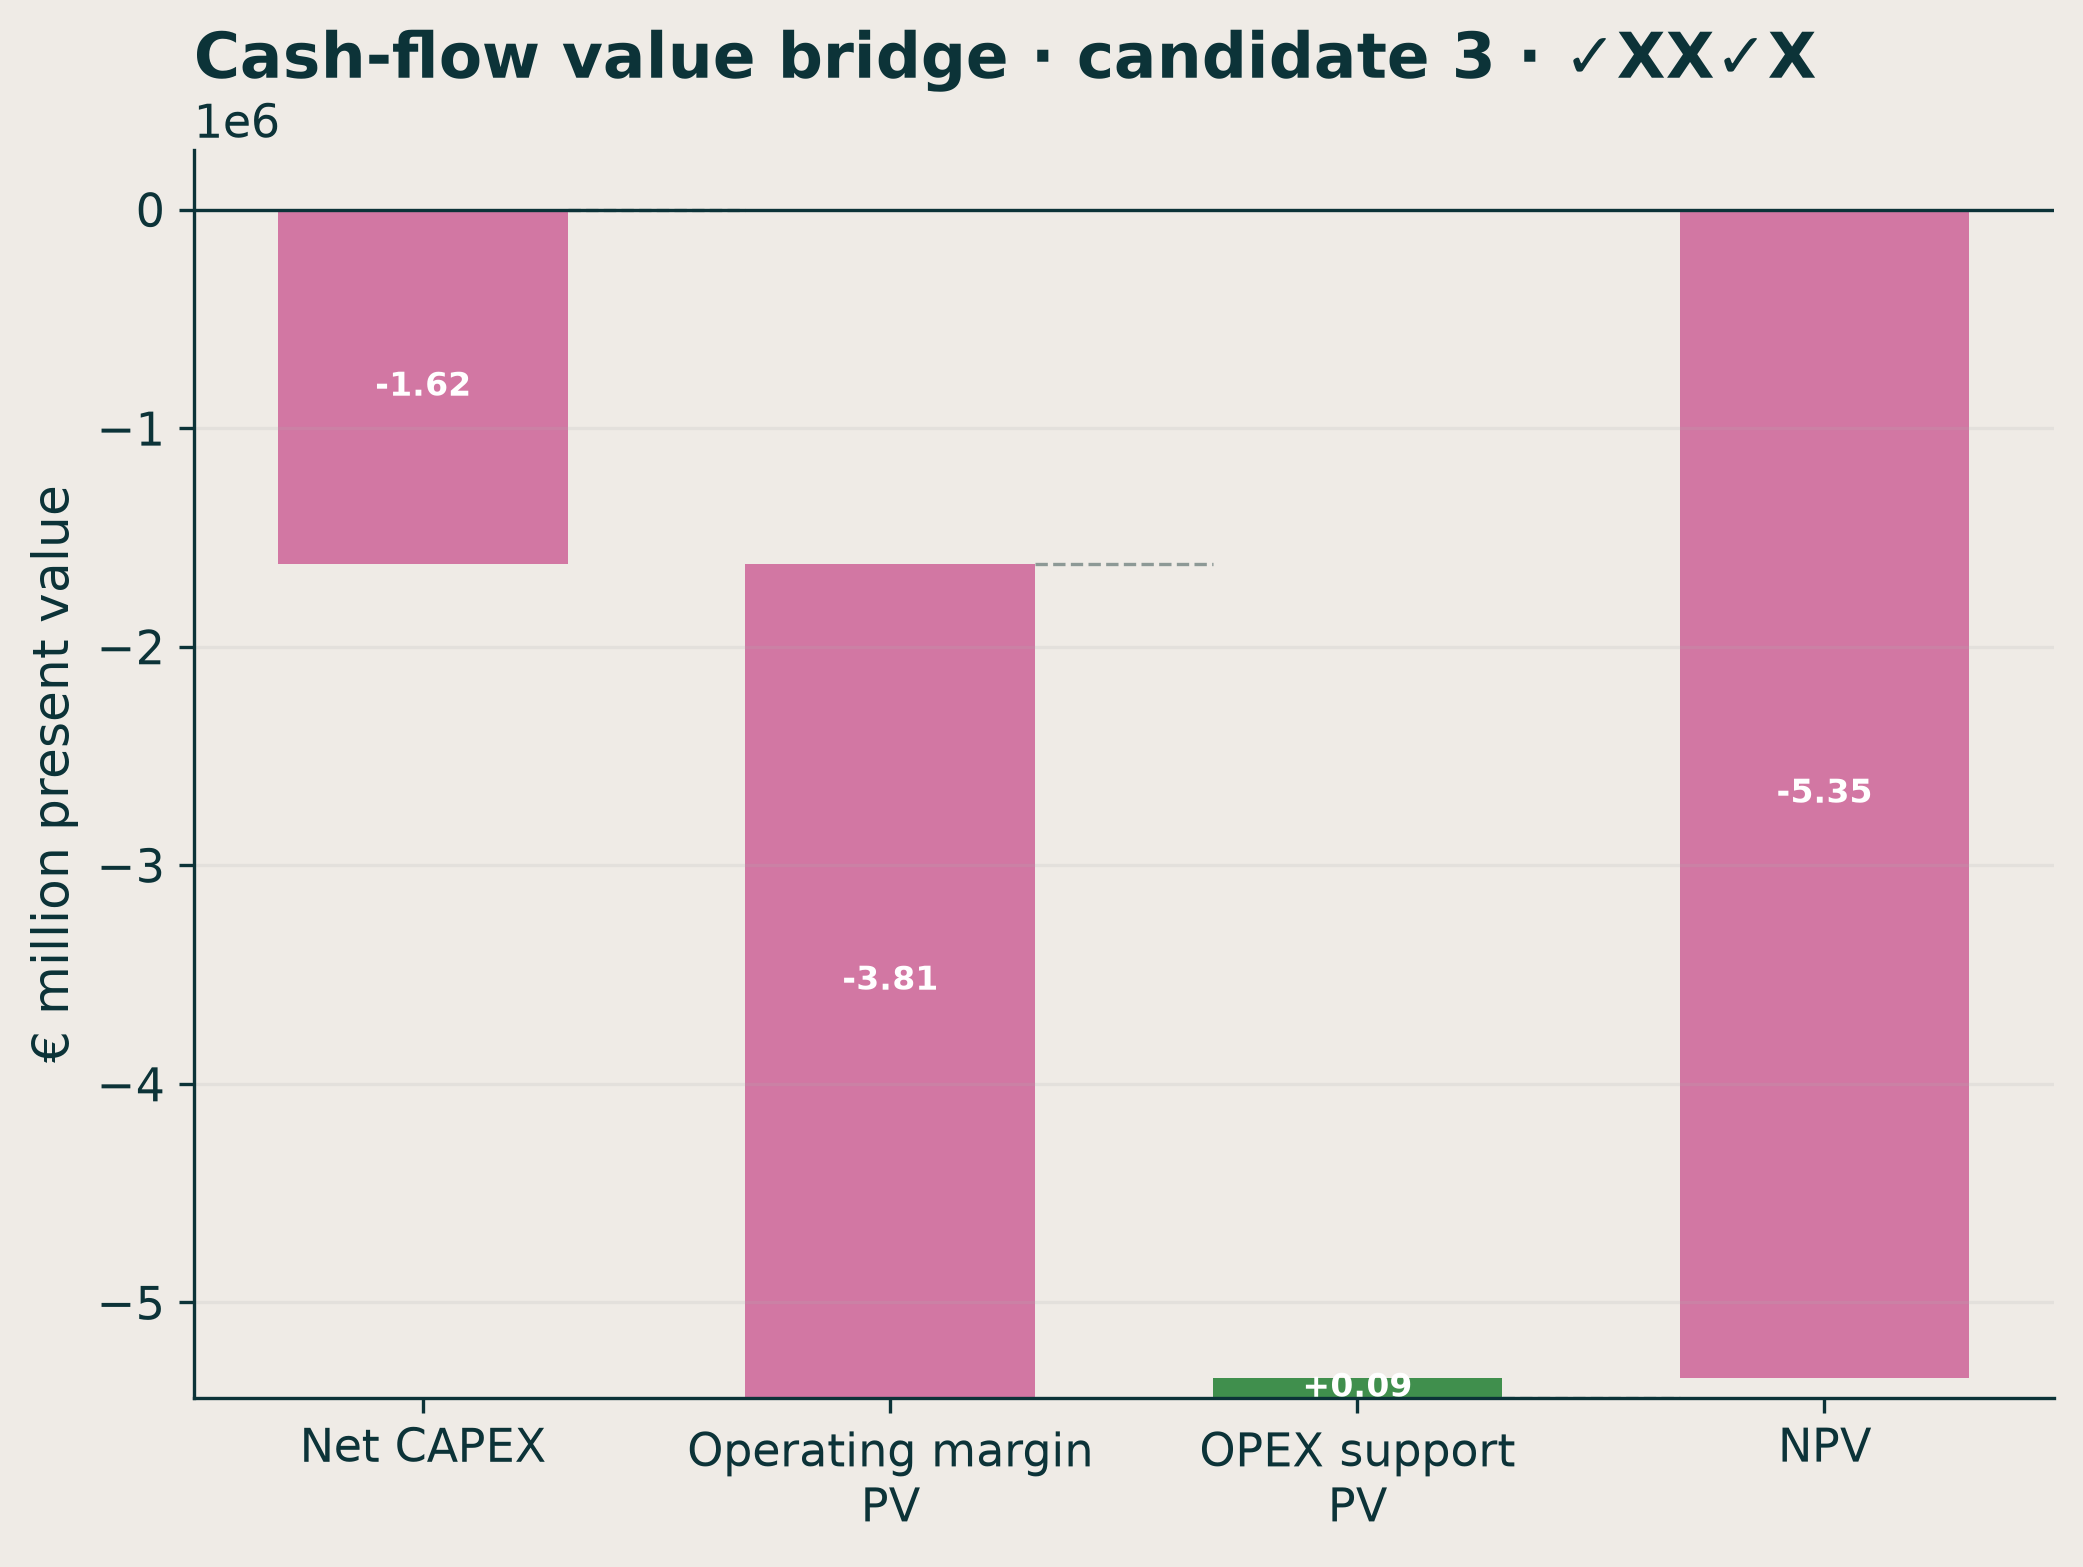 Cash-flow value bridge · candidate 3 · ✓XX✓X
1e6
€ million present value
0
−1
−2
−3
−4
−5
-1.62
-3.81
+0.09
-5.35
Net CAPEX
Operating margin
PV
OPEX support
PV
NPV